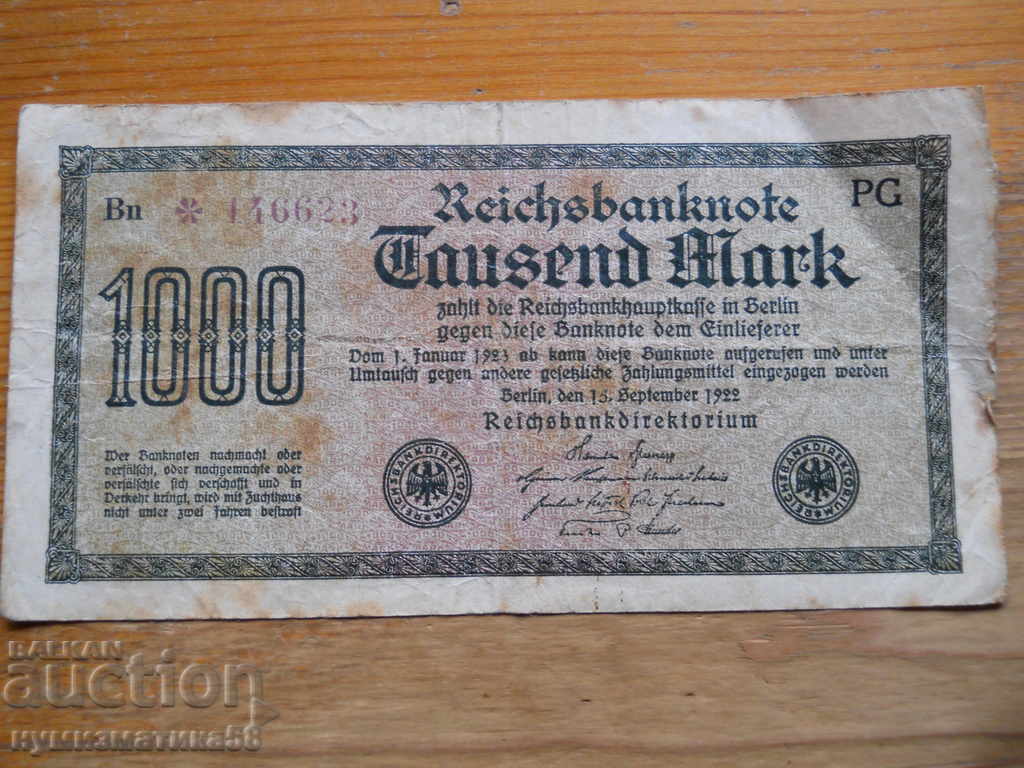 Bn * 146623
PG
Reichsbanknote
Tausend Mark
zahlt die Reichsbankhauptkasse in Berlin
gegen diese Banknote dem Einlieferer
Vom 1. Januar 1923 ab kann diese Banknote aufgerufen und unter
Umtausch gegen andere gesetzliche Zahlungsmittel eingezogen werden
Berlin, den 15. September 1922
Reichsbankdirektorium
1000
Wer Banknoten nachmacht oder
verfälscht, oder nachgemachte oder
verfälschte sich verschafft und in
Verkehr bringt, wird mit Zuchthaus
nicht unter zwei Jahren bestraft
REICHSBANKDIREKTORIUM
REICHSBANKDIREKTORIUM
BALKAN
auction
нумизматика58